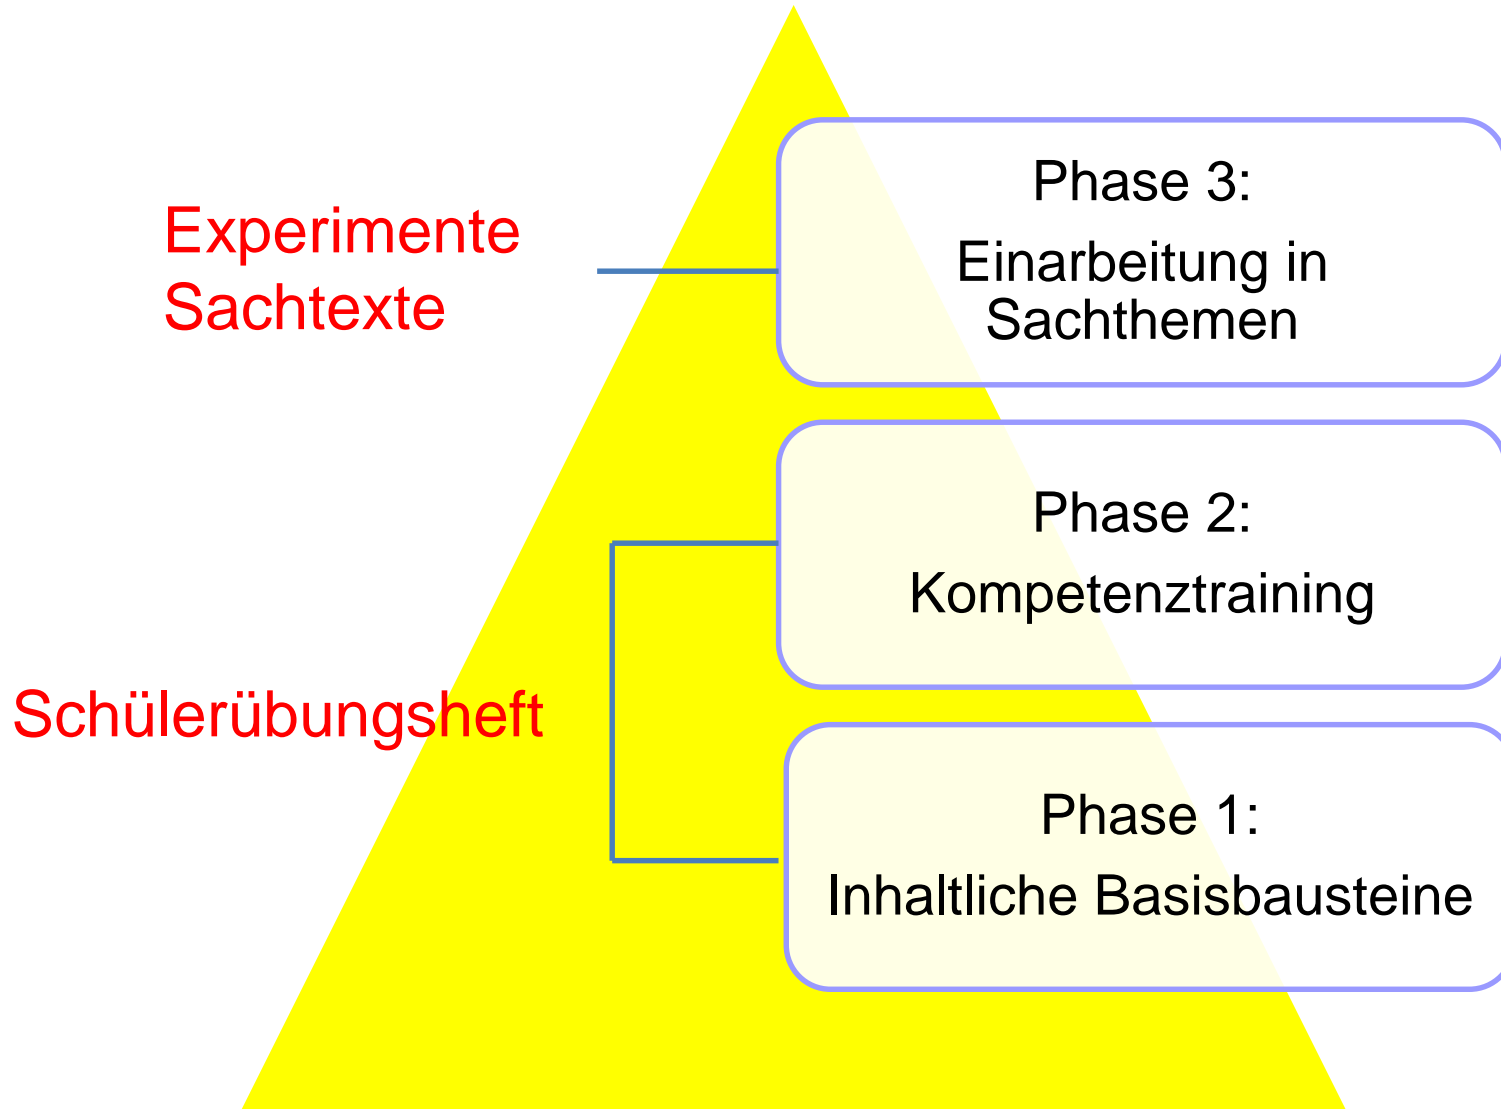 Experimente
Sachtexte
Phase 3:
Einarbeitung in
Sachthemen
Phase 2:
Kompetenztraining
Schülerübungsheft
Phase 1:
Inhaltliche Basisbausteine